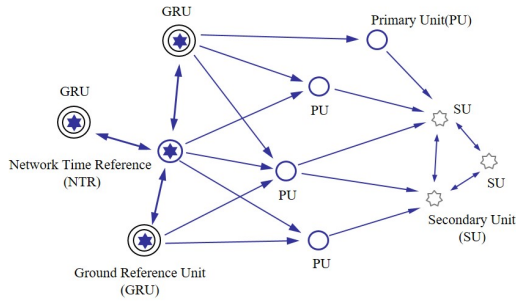 GRU
Primary Unit(PU)
GRU
PU
SU
Network Time Reference
(NTR)
SU
PU
Secondary Unit
(SU)
PU
Ground Reference Unit
(GRU)